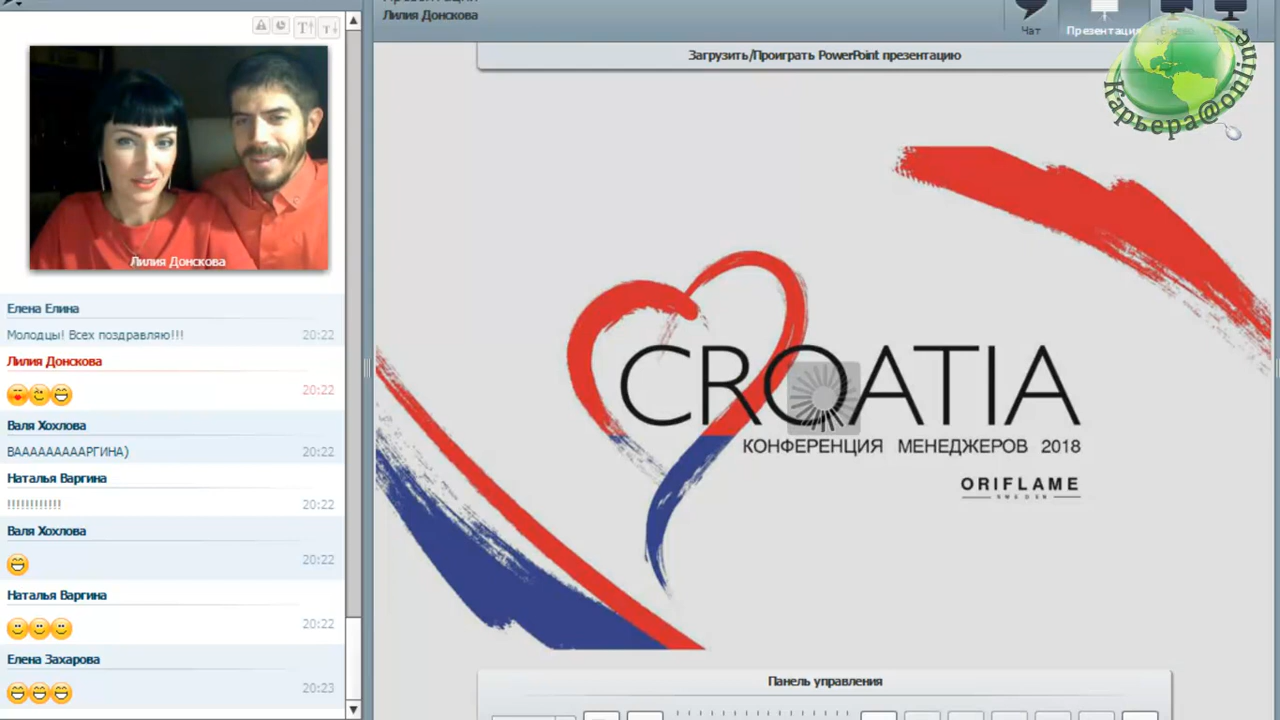 Лилия Донскова
Елена Елина
Молодцы! Всех поздравляю!!!
20:22
Лилия Донскова
20:22
Валя Хохлова
ВААААААААРГИНА)
20:22
Наталья Варгина
!!!!!!!!!!!!
20:22
Валя Хохлова
20:22
Наталья Варгина
20:22
Елена Захарова
20:23
Лилия Донскова
Чат
Презентация
Загрузить/Проиграть PowerPoint презентацию
Карьера@online
CROATIA
КОНФЕРЕНЦИЯ МЕНЕДЖЕРОВ 2018
ORIFLAME
SWEDEN
Панель управления